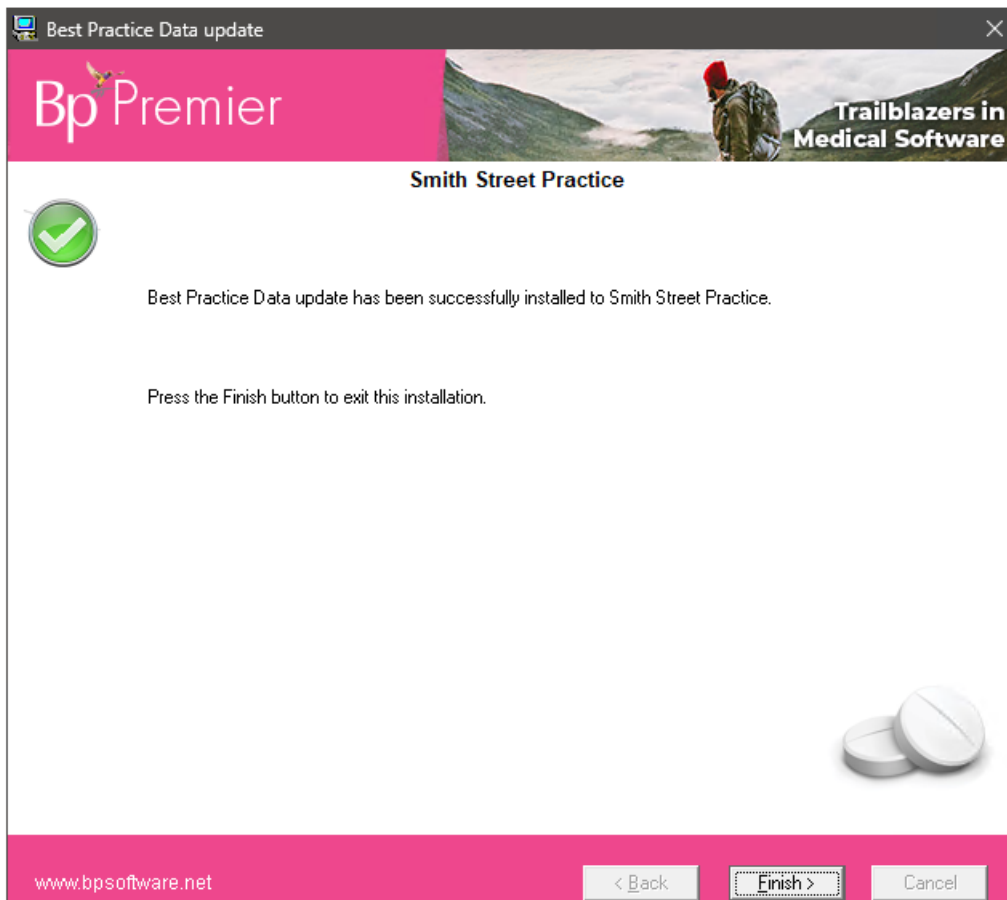 Best Practice Data update
Bp Premier
Trailblazers in
Medical Software
Smith Street Practice
Best Practice Data update has been successfully installed to Smith Street Practice.
Press the Finish button to exit this installation.
www.bpsoftware.net
< Back
Finish >
Cancel